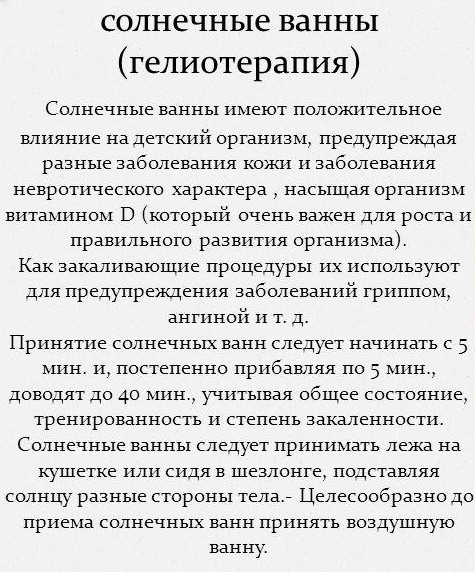 солнечные ванны
(гелиотерапия)
Солнечные ванны имеют положительное
влияние на детский организм, предупреждая
разные заболевания кожи и заболевания
невротического характера , насыщая организм
витамином D (который очень важен для роста и
правильного развития организма).
Как закаливающие процедуры их используют
для предупреждения заболеваний гриппом,
ангиной и т. д.
Принятие солнечных ванн следует начинать с 5
мин. и, постепенно прибавляя по 5 мин.,
доводят до 40 мин., учитывая общее состояние,
тренированность и степень закаленности.
Солнечные ванны следует принимать лежа на
кушетке или сидя в шезлонге, подставляя
солнцу разные стороны тела.- Целесообразно до
приема солнечных ванн принять воздушную
ванну.